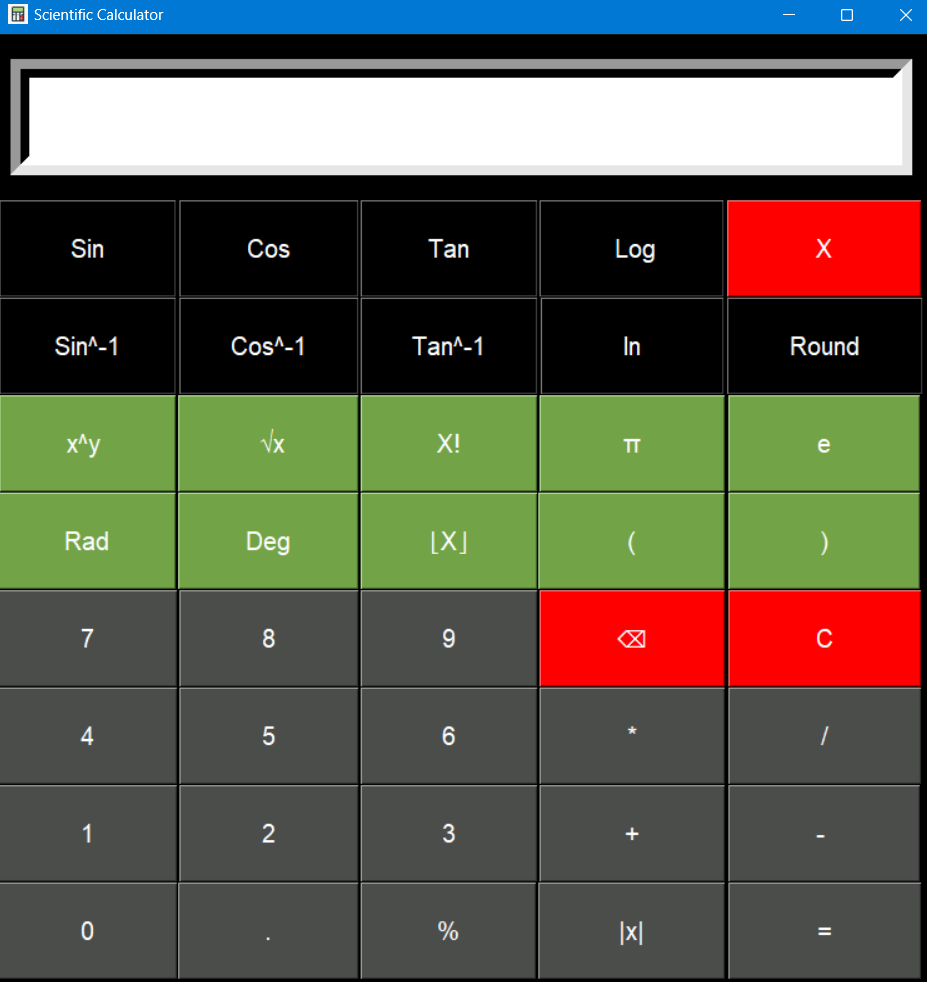 Scientific Calculator
Sin Cos Tan Log X
Sin^-1 Cos^-1 Tan^-1 In Round
x^y √x X! π e
Rad Deg ⌊X⌋ ( )
7 8 9 ⌫ C
4 5 6 * /
1 2 3 + -
0 . % |x| =